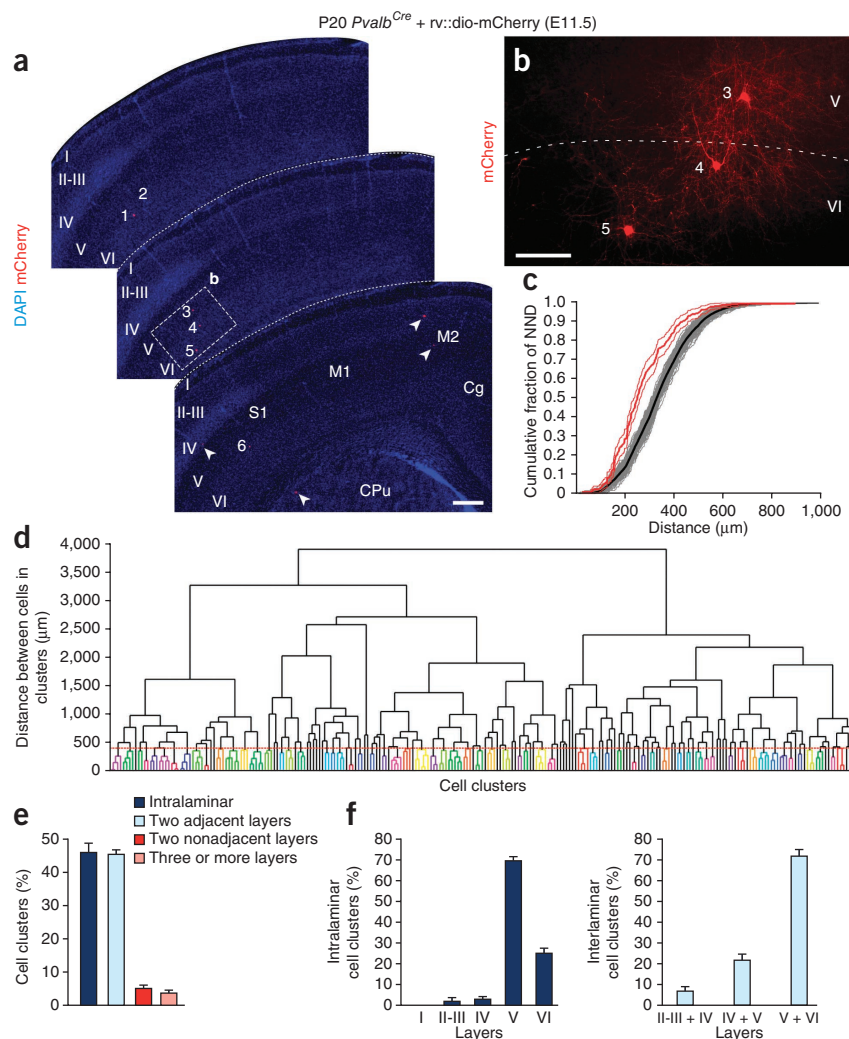 P20 PvalbCre + rv::dio-mCherry (E11.5)
a
DAPI mCherry
I
II-III
IV
V
VI
1
2
I
II-III
IV
V
VI
b
3
4
5
I
II-III
IV
V
VI
S1
6
M1
M2
Cg
CPu
b
mCherry
3
4
5
V
VI
c
Cumulative fraction of NND
1.0
0.9
0.8
0.7
0.6
0.5
0.4
0.3
0.2
0.1
0
200 400 600 800 1,000
Distance (μm)
d
Distance between cells in
clusters (μm)
4,000
3,500
3,000
2,500
2,000
1,500
1,000
500
0
Cell clusters
e
Intralaminar
Two adjacent layers
Two nonadjacent layers
Three or more layers
Cell clusters (%)
50
40
30
20
10
0
f
Intralaminar
cell clusters (%)
80
70
60
50
40
30
20
10
0
I II-III IV V VI
Layers
Interlaminar
cell clusters (%)
80
70
60
50
40
30
20
10
0
II-III + IV IV + V V + VI
Layers